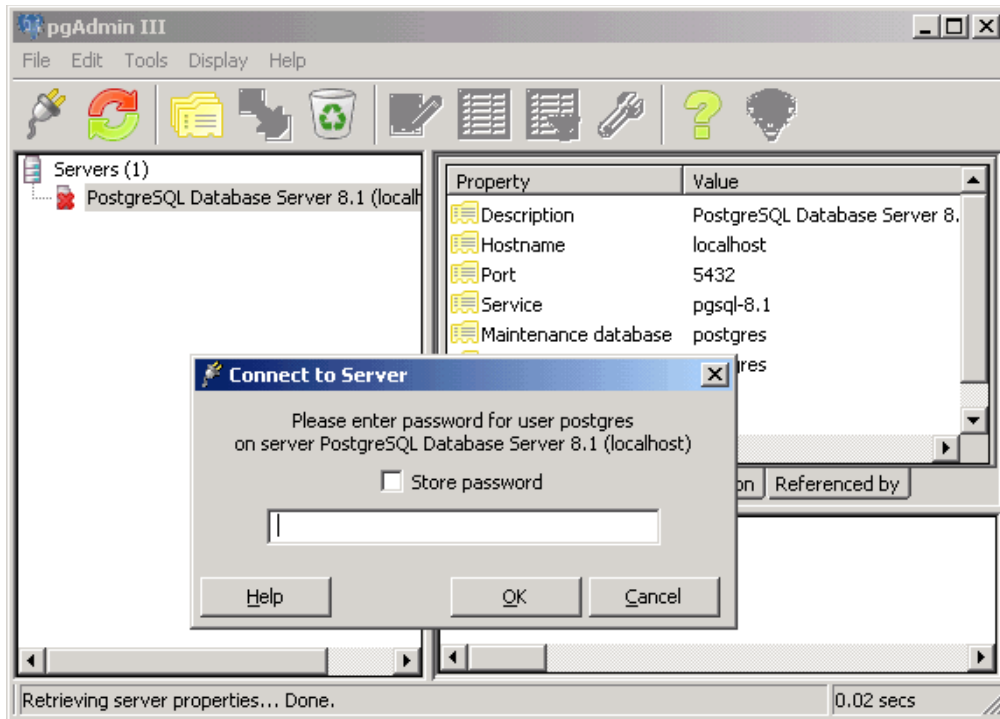 pgAdmin III
File Edit Tools Display Help
Servers (1)
PostgreSQL Database Server 8.1 (localh
Property Value
Description PostgreSQL Database Server 8.
Hostname localhost
Port 5432
Service pgsql-8.1
Maintenance database postgres
gres
Connect to Server
Please enter password for user postgres
on server PostgreSQL Database Server 8.1 (localhost)
Store password
Help OK Cancel
on Referenced by
Retrieving server properties... Done. 0.02 secs